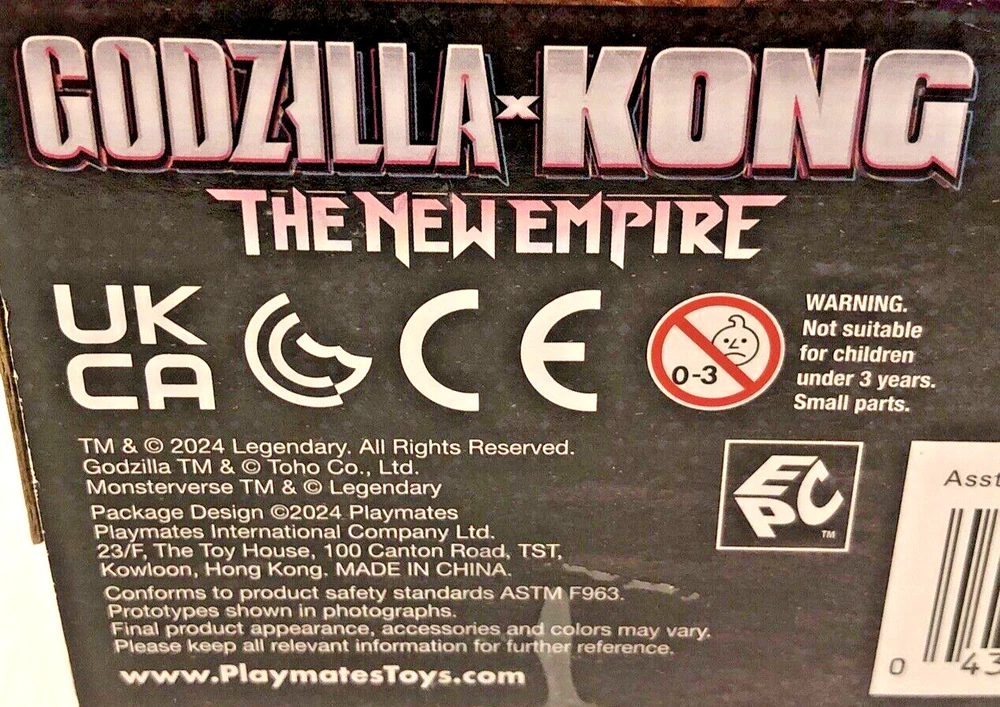 GODZILLA x KONG
THE NEW EMPIRE
UK
CA
CE
0-3
WARNING.
Not suitable
for children
under 3 years.
Small parts.
TM & © 2024 Legendary. All Rights Reserved.
Godzilla TM & © Toho Co., Ltd.
Monsterverse TM & © Legendary
Package Design ©2024 Playmates
Playmates International Company Ltd.
23/F, The Toy House, 100 Canton Road, TST,
Kowloon, Hong Kong. MADE IN CHINA.
Conforms to product safety standards ASTM F963.
Prototypes shown in photographs.
Final product appearance, accessories and colors may vary.
Please keep all relevant information for further reference.
www.PlaymatesToys.com
EPC
TM
Asst
0 43